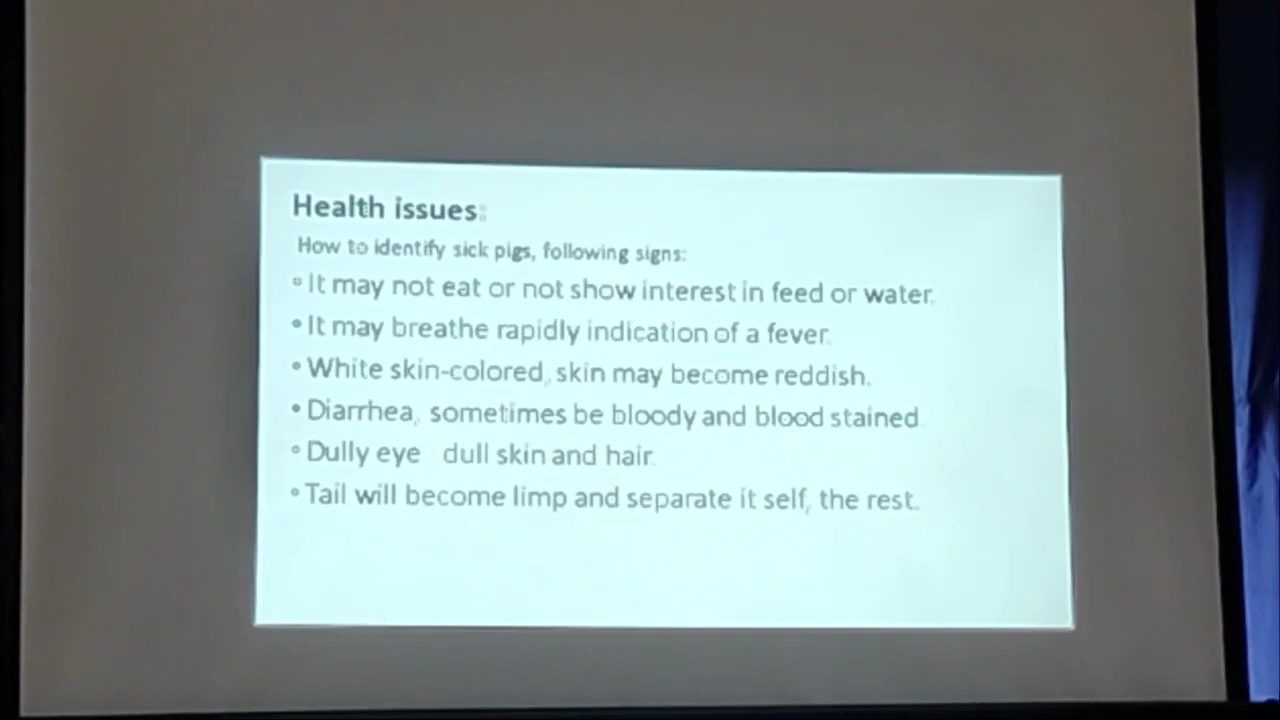 Health issues:
How to identify sick pigs, following signs:
• It may not eat or not show interest in feed or water.
• It may breathe rapidly indication of a fever.
• White skin-colored, skin may become reddish.
• Diarrhea, sometimes be bloody and blood stained.
• Dully eye dull skin and hair.
• Tail will become limp and separate it self, the rest.